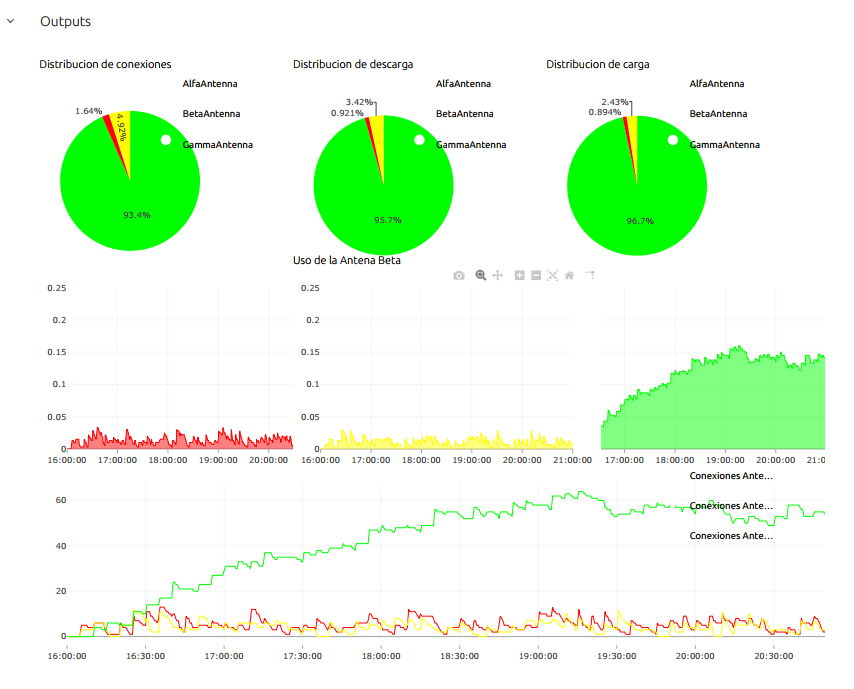 Outputs
Distribucion de conexiones
Distribucion de descarga
Distribucion de carga
AlfaAntenna
BetaAntenna
GammaAntenna
1.64%
4.92%
93.4%
AlfaAntenna
BetaAntenna
GammaAntenna
3.42%
0.921%
95.7%
AlfaAntenna
BetaAntenna
GammaAntenna
2.43%
0.894%
96.7%
Uso de la Antena Beta
0.25
0.2
0.15
0.1
0.05
0
16:00:00 17:00:00 18:00:00 19:00:00 20:00:00
0.25
0.2
0.15
0.1
0.05
0
16:00:00 17:00:00 18:00:00 19:00:00 20:00:00 21:00:00
17:00:00 18:00:00 19:00:00 20:00:00 21:0
Conexiones Ante...
Conexiones Ante...
Conexiones Ante...
60
40
20
0
16:00:00 16:30:00 17:00:00 17:30:00 18:00:00 18:30:00 19:00:00 19:30:00 20:00:00 20:30:00